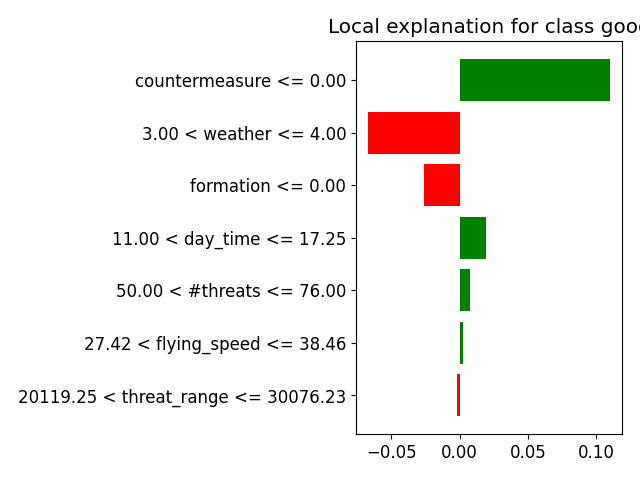 Local explanation for class goo
countermeasure <= 0.00
3.00 < weather <= 4.00
formation <= 0.00
11.00 < day_time <= 17.25
50.00 < #threats <= 76.00
27.42 < flying_speed <= 38.46
20119.25 < threat_range <= 30076.23
−0.05 0.00 0.05 0.10